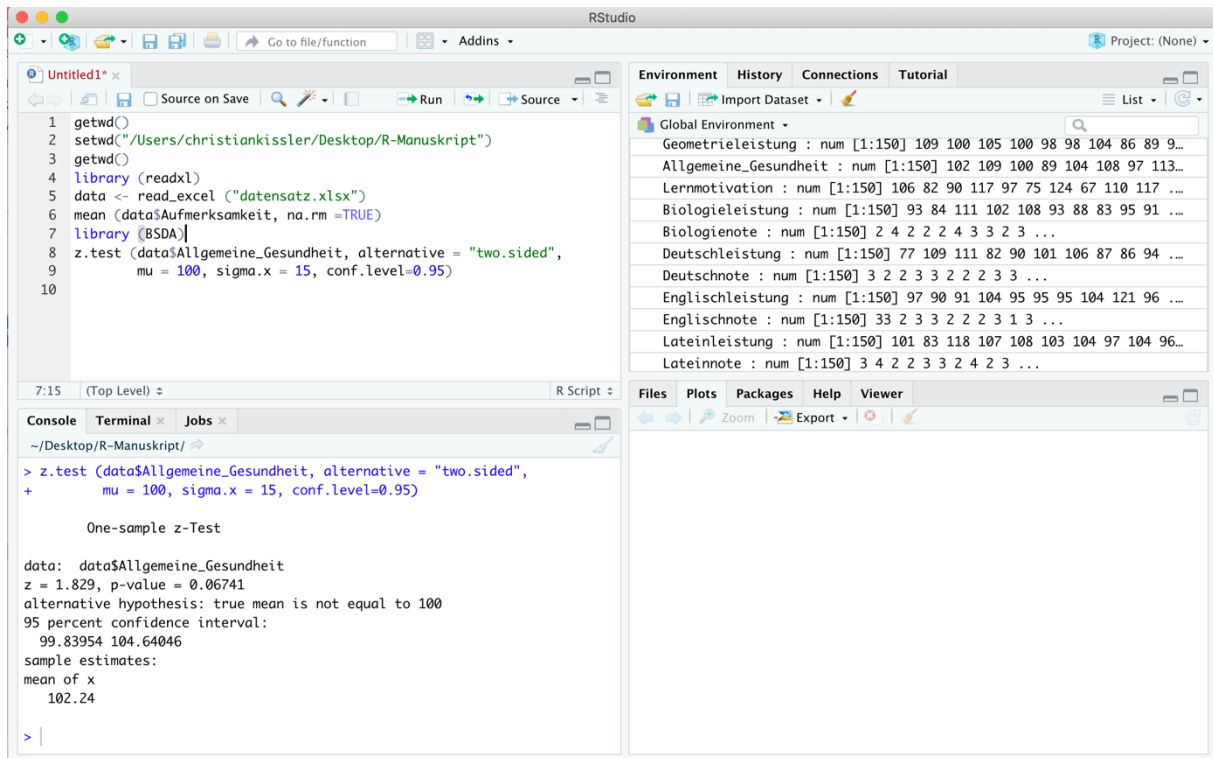 RStudio
Go to file/function
Addins
Project: (None)
Untitled1*
Source on Save
Run
Source
1 getwd()
2 setwd("/Users/christiankissler/Desktop/R-Manuskript")
3 getwd()
4 library (readxl)
5 data <- read_excel ("datensatz.xlsx")
6 mean (data$Aufmerksamkeit, na.rm =TRUE)
7 library (BSDA)
8 z.test (data$Allgemeine_Gesundheit, alternative = "two.sided",
9 mu = 100, sigma.x = 15, conf.level=0.95)
10
7:15 (Top Level) R Script
Console Terminal Jobs
~/Desktop/R-Manuskript/
> z.test (data$Allgemeine_Gesundheit, alternative = "two.sided",
+ mu = 100, sigma.x = 15, conf.level=0.95)
One-sample z-Test
data: data$Allgemeine_Gesundheit
z = 1.829, p-value = 0.06741
alternative hypothesis: true mean is not equal to 100
95 percent confidence interval:
99.83954 104.64046
sample estimates:
mean of x
102.24
>
Environment History Connections Tutorial
Import Dataset
List
Global Environment
Geometrieleistung : num [1:150] 109 100 105 100 98 98 104 86 89 9…
Allgemeine_Gesundheit : num [1:150] 102 109 100 89 104 108 97 113…
Lernmotivation : num [1:150] 106 82 90 117 97 75 124 67 110 117 ...
Biologieleistung : num [1:150] 93 84 111 102 108 93 88 83 95 91 ...
Biologienote : num [1:150] 2 4 2 2 2 4 3 3 2 3 ...
Deutschleistung : num [1:150] 77 109 111 82 90 101 106 87 86 94 ...
Deutschnote : num [1:150] 3 2 2 3 3 2 2 2 3 3 ...
Englischleistung : num [1:150] 97 90 91 104 95 95 95 104 121 96 ...
Englischnote : num [1:150] 33 2 3 3 2 2 2 3 1 3 ...
Lateinleistung : num [1:150] 101 83 118 107 108 103 104 97 104 96…
Lateinnote : num [1:150] 3 4 2 2 3 3 2 4 2 3 ...
Files Plots Packages Help Viewer
Zoom
Export